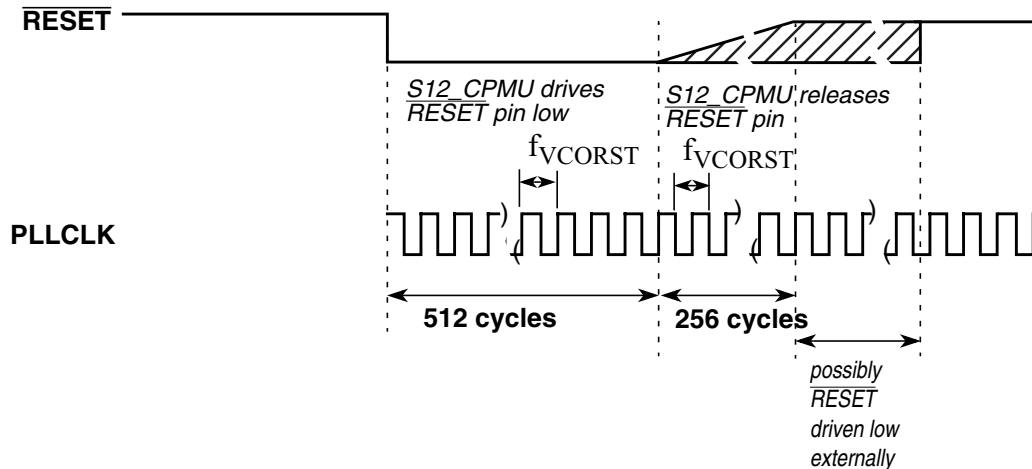 RESET
S12_CPMU drives
RESET pin low
S12_CPMU releases
RESET pin
fVCORST
fVCORST
PLLCLK
512 cycles
256 cycles
possibly
RESET
driven low
externally